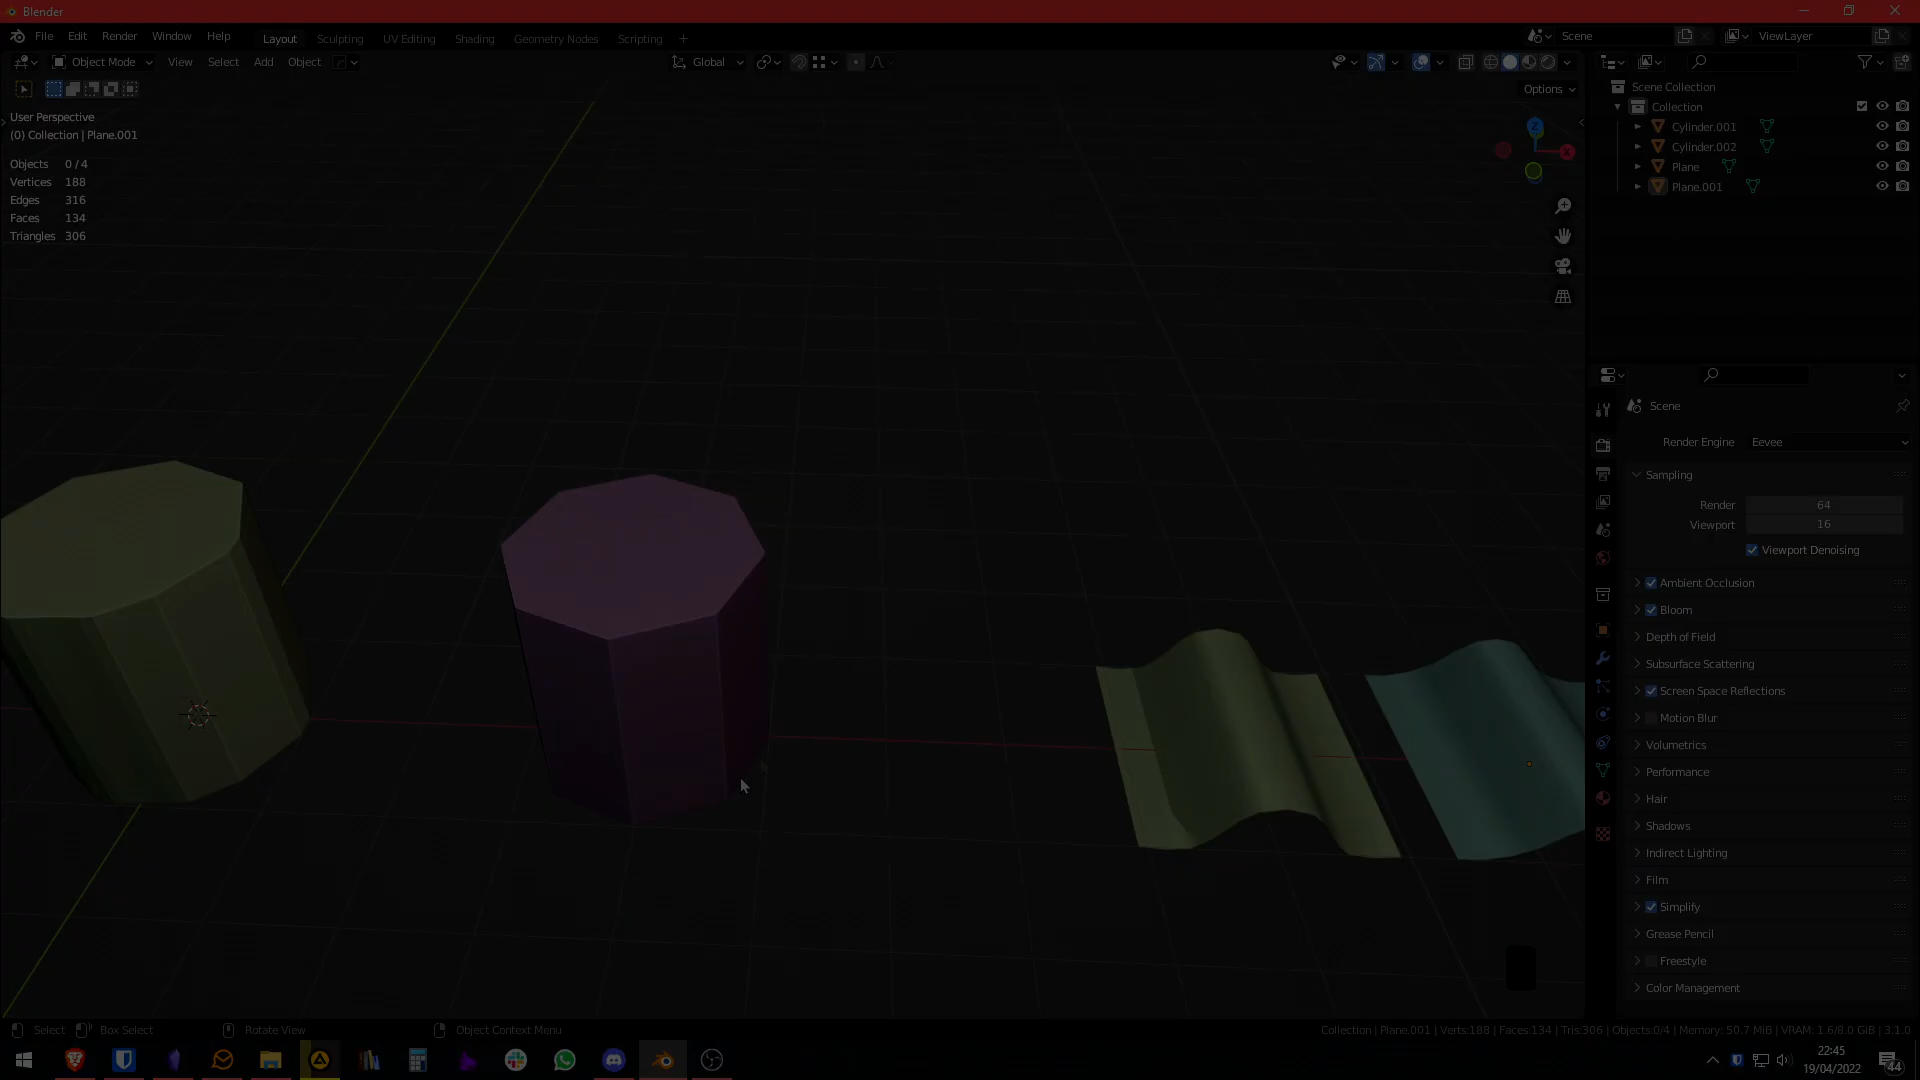 Blender
File Edit Render Window Help Layout Sculpting UV Editing Shading Geometry Nodes Scripting + Scene ViewLayer
Object Mode View Select Add Object Global
Options
User Perspective
(0) Collection | Plane.001
Objects 0 / 4
Vertices 188
Edges 316
Faces 134
Triangles 306
Z
X
Scene Collection
Collection
Cylinder.001
Cylinder.002
Plane
Plane.001
Scene
Render Engine Eevee
Sampling
Render 64
Viewport 16
Viewport Denoising
Ambient Occlusion
Bloom
Depth of Field
Subsurface Scattering
Screen Space Reflections
Motion Blur
Volumetrics
Performance
Hair
Shadows
Indirect Lighting
Film
Simplify
Grease Pencil
Freestyle
Color Management
Select Box Select Rotate View Object Context Menu
Collection | Plane.001 | Verts:188 | Faces:134 | Tris:306 | Objects:0/4 | Memory: 50.7 MiB | VRAM: 1.6/8.0 GiB | 3.1.0
22:45
19/04/2022
44